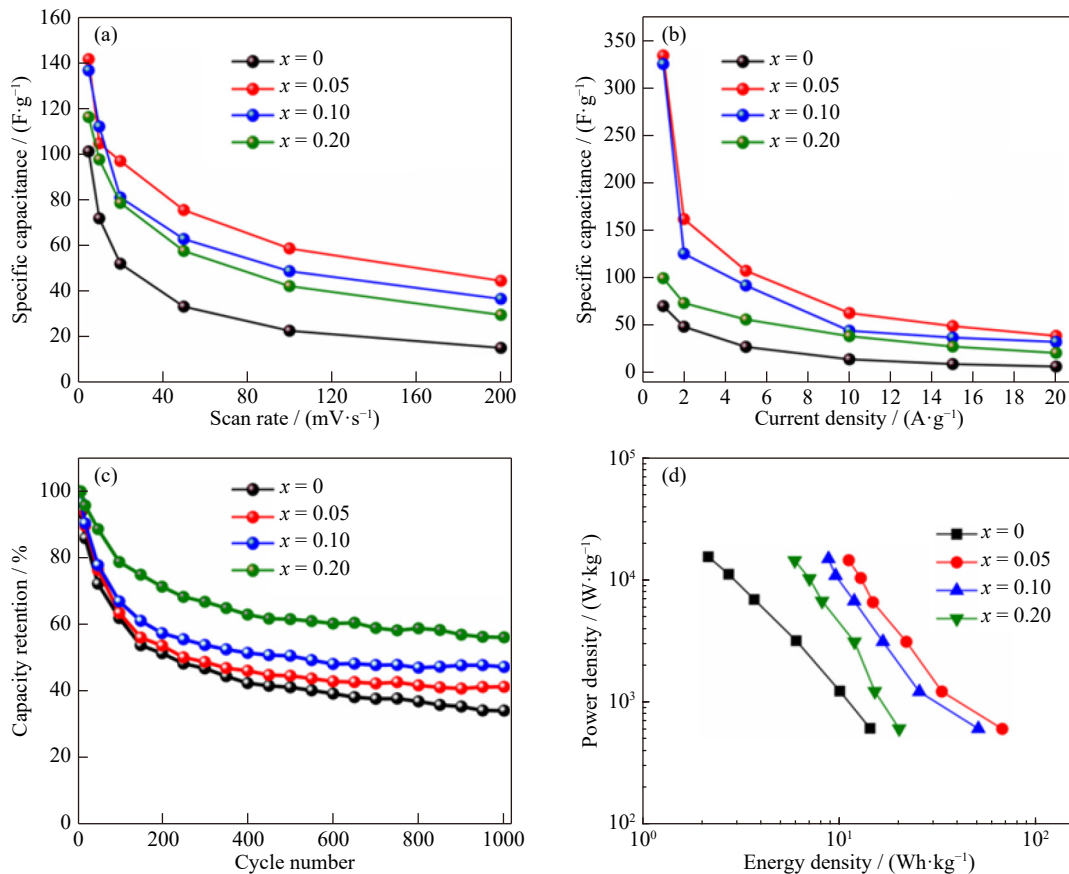 (a)
x = 0
x = 0.05
x = 0.10
x = 0.20
160
140
120
100
80
60
40
20
0
Specific capacitance / (F·g⁻¹)
40 80 120 160 200
Scan rate / (mV·s⁻¹)
(b)
x = 0
x = 0.05
x = 0.10
x = 0.20
350
300
250
200
150
100
50
0
Specific capacitance / (F·g⁻¹)
2 4 6 8 10 12 14 16 18 20
Current density / (A·g⁻¹)
(c)
x = 0
x = 0.05
x = 0.10
x = 0.20
100
80
60
40
20
0
Capacity retention / %
0 200 400 600 800 1000
Cycle number
(d)
x = 0
x = 0.05
x = 0.10
x = 0.20
10⁵
10⁴
10³
10²
Power density / (W·kg⁻¹)
10⁰ 10¹ 10²
Energy density / (Wh·kg⁻¹)